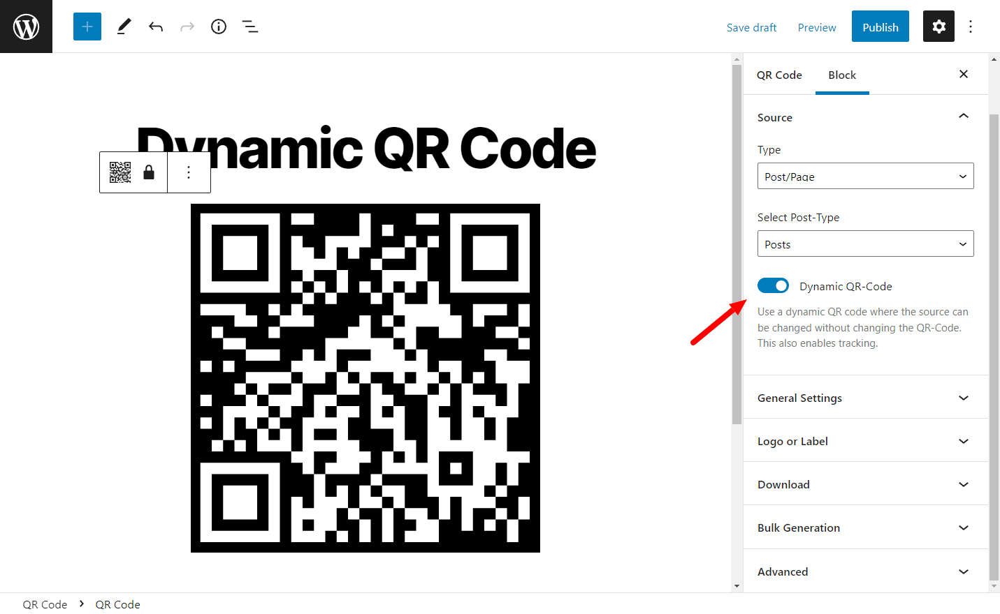 Save draft
Preview
Publish
Dynamic QR Code
QR Code
Block
Source
Type
Post/Page
Select Post-Type
Posts
Dynamic QR-Code
Use a dynamic QR code where the source can
be changed without changing the QR-Code.
This also enables tracking.
General Settings
Logo or Label
Download
Bulk Generation
Advanced
QR Code
QR Code